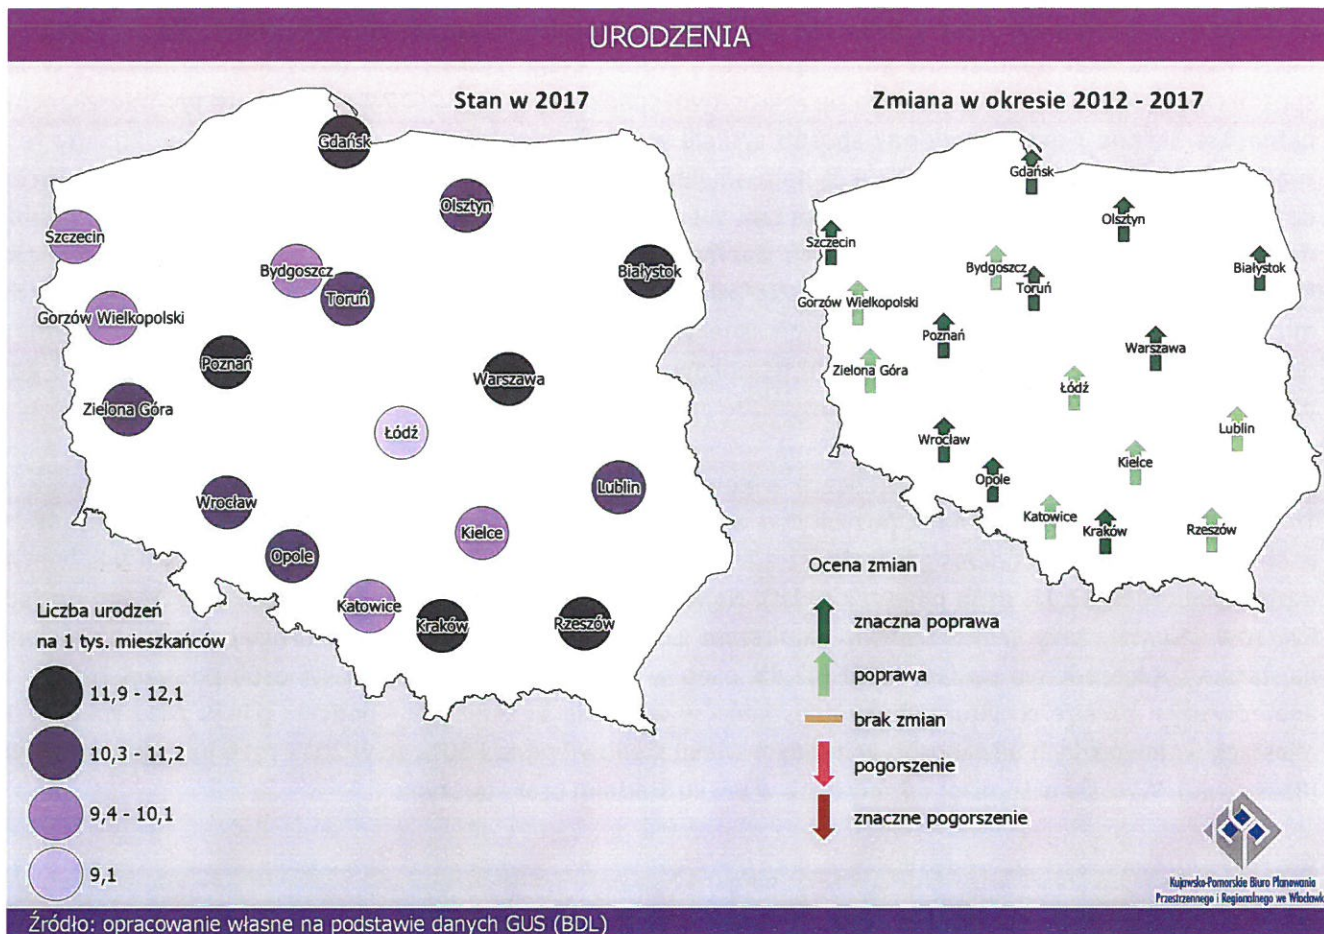 URODZENIA
Stan w 2017
Gdańsk
Olsztyn
Szczecin
Bydgoszcz
Białystok
Toruń
Gorzów Wielkopolski
Poznań
Warszawa
Zielona Góra
Łódź
Lublin
Wrocław
Kielce
Opole
Katowice
Kraków
Rzeszów
Liczba urodzeń
na 1 tys. mieszkańców
11,9 - 12,1
10,3 - 11,2
9,4 - 10,1
9,1
Zmiana w okresie 2012 - 2017
Gdańsk
Olsztyn
Szczecin
Bydgoszcz
Białystok
Toruń
Gorzów Wielkopolski
Poznań
Warszawa
Zielona Góra
Łódź
Lublin
Wrocław
Kielce
Opole
Katowice
Kraków
Rzeszów
Ocena zmian
znaczna poprawa
poprawa
brak zmian
pogorszenie
znaczne pogorszenie
Kujawsko-Pomorskie Biuro Planowania
Przestrzennego i Regionalnego we Włocławk
Źródło: opracowanie własne na podstawie danych GUS (BDL)